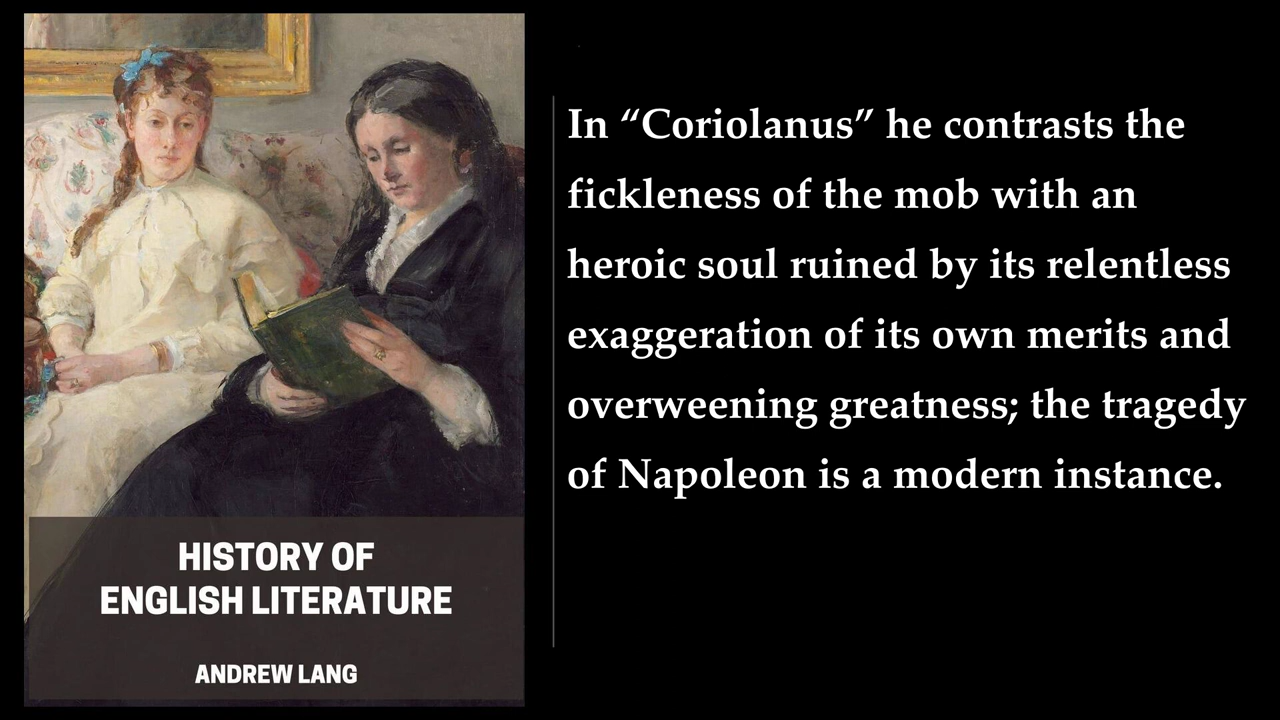 HISTORY OF
ENGLISH LITERATURE
ANDREW LANG
In “Coriolanus” he contrasts the
fickleness of the mob with an
heroic soul ruined by its relentless
exaggeration of its own merits and
overweening greatness; the tragedy
of Napoleon is a modern instance.